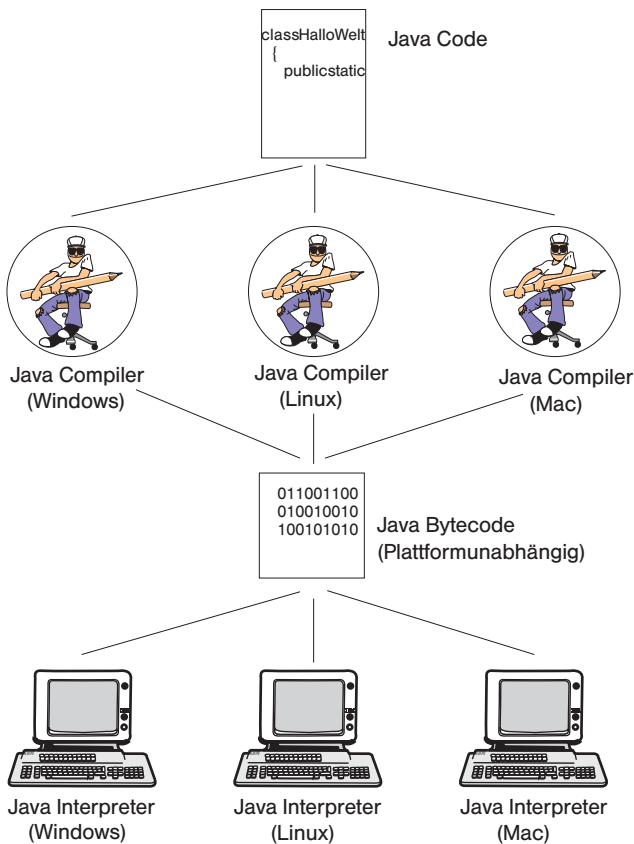 classHalloWelt
{
publicstatic
Java Code
Java Compiler
(Windows)
Java Compiler
(Linux)
Java Compiler
(Mac)
011001100
010010010
100101010
Java Bytecode
(Plattformunabhängig)
Java Interpreter
(Windows)
Java Interpreter
(Linux)
Java Interpreter
(Mac)